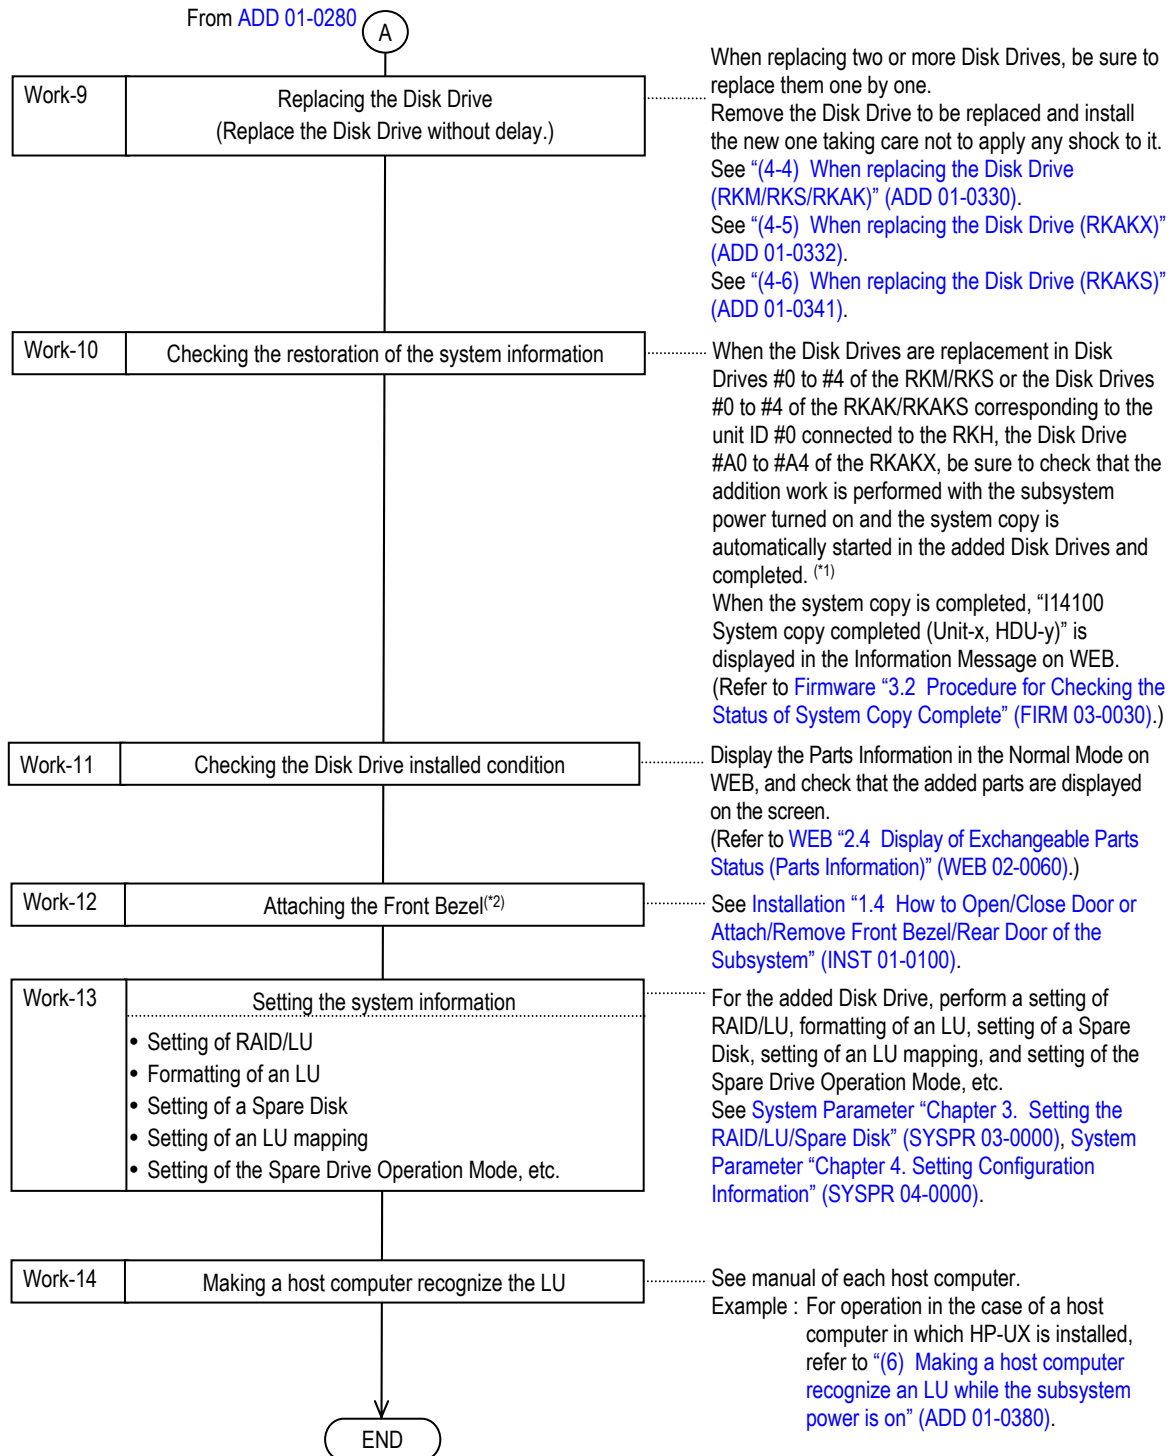 From ADD 01-0280
A
Work-9
Replacing the Disk Drive
(Replace the Disk Drive without delay.)
When replacing two or more Disk Drives, be sure to
replace them one by one.
Remove the Disk Drive to be replaced and install
the new one taking care not to apply any shock to it.
See “(4-4) When replacing the Disk Drive
(RKM/RKS/RKAK)” (ADD 01-0330).
See “(4-5) When replacing the Disk Drive (RKAKX)”
(ADD 01-0332).
See “(4-6) When replacing the Disk Drive (RKAKS)”
(ADD 01-0341).
Work-10
Checking the restoration of the system information
When the Disk Drives are replacement in Disk
Drives #0 to #4 of the RKM/RKS or the Disk Drives
#0 to #4 of the RKAK/RKAKS corresponding to the
unit ID #0 connected to the RKH, the Disk Drive
#A0 to #A4 of the RKAKX, be sure to check that the
addition work is performed with the subsystem
power turned on and the system copy is
automatically started in the added Disk Drives and
completed. (*1)
When the system copy is completed, “I14100
System copy completed (Unit-x, HDU-y)” is
displayed in the Information Message on WEB.
(Refer to Firmware “3.2 Procedure for Checking the
Status of System Copy Complete” (FIRM 03-0030).)
Work-11
Checking the Disk Drive installed condition
Display the Parts Information in the Normal Mode on
WEB, and check that the added parts are displayed
on the screen.
(Refer to WEB “2.4 Display of Exchangeable Parts
Status (Parts Information)” (WEB 02-0060).)
Work-12
Attaching the Front Bezel(*2)
See Installation “1.4 How to Open/Close Door or
Attach/Remove Front Bezel/Rear Door of the
Subsystem” (INST 01-0100).
Work-13
Setting the system information
• Setting of RAID/LU
• Formatting of an LU
• Setting of a Spare Disk
• Setting of an LU mapping
• Setting of the Spare Drive Operation Mode, etc.
For the added Disk Drive, perform a setting of
RAID/LU, formatting of an LU, setting of a Spare
Disk, setting of an LU mapping, and setting of the
Spare Drive Operation Mode, etc.
See System Parameter “Chapter 3. Setting the
RAID/LU/Spare Disk” (SYSPR 03-0000), System
Parameter “Chapter 4. Setting Configuration
Information” (SYSPR 04-0000).
Work-14
Making a host computer recognize the LU
See manual of each host computer.
Example : For operation in the case of a host
computer in which HP-UX is installed,
refer to “(6) Making a host computer
recognize an LU while the subsystem
power is on” (ADD 01-0380).
END